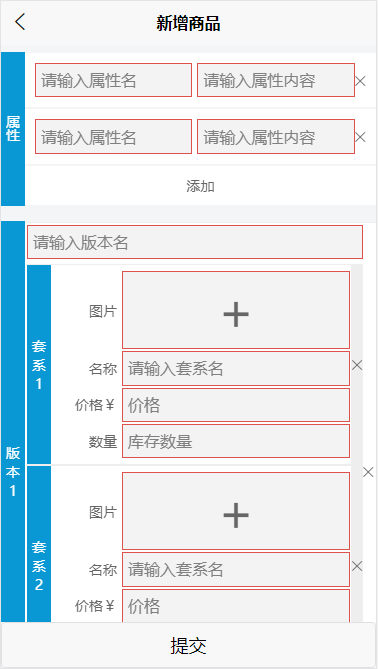 新增商品
属性
请输入属性名 请输入属性内容
请输入属性名 请输入属性内容
添加
版本1
请输入版本名
套系1
图片
名称 请输入套系名
价格￥ 价格
数量 库存数量
套系2
图片
名称 请输入套系名
价格￥ 价格
提交